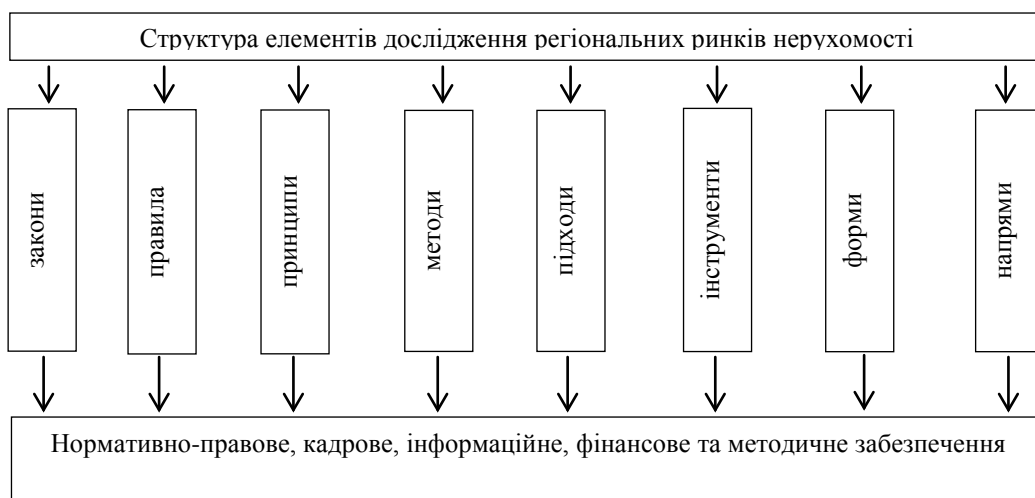 Структура елементів дослідження регіональних ринків нерухомості
закони
правила
принципи
методи
підходи
інструменти
форми
напрями
Нормативно-правове, кадрове, інформаційне, фінансове та методичне забезпечення